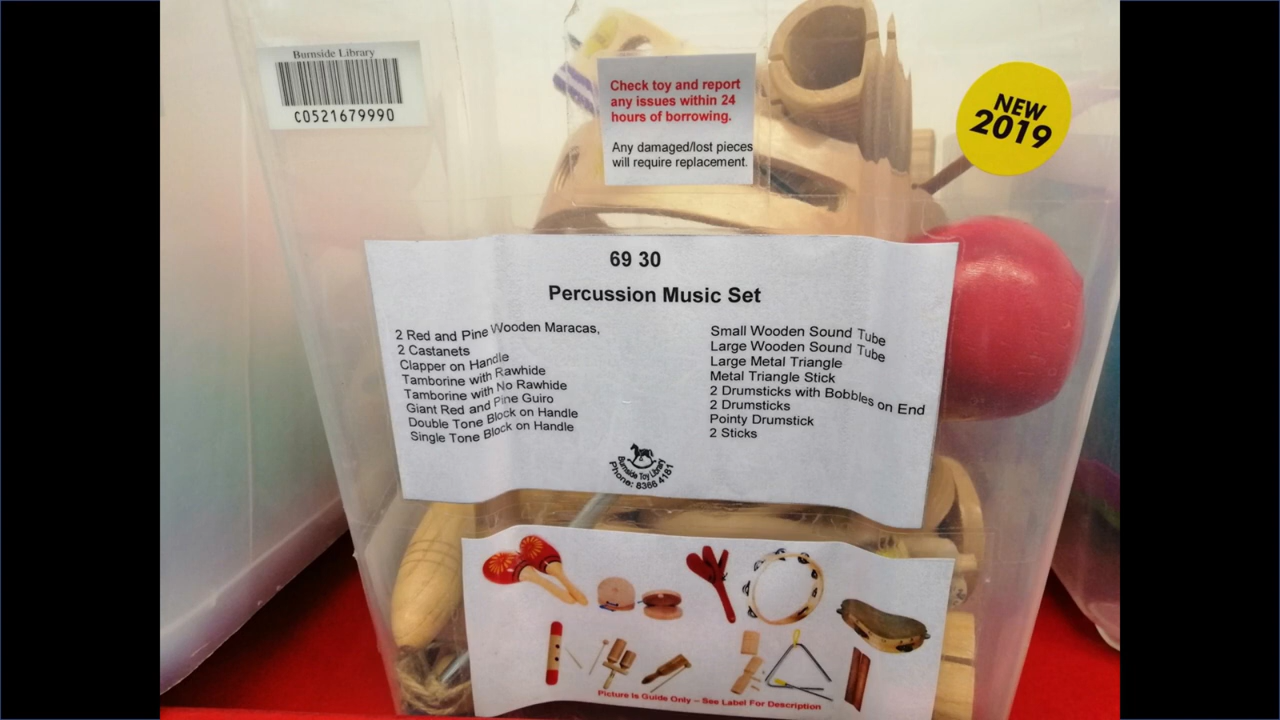 Burnside Library
C0521679990
Check toy and report
any issues within 24
hours of borrowing.
Any damaged/lost pieces
will require replacement.
NEW
2019
69 30
Percussion Music Set
2 Red and Pine Wooden Maracas,
2 Castanets
Clapper on Handle
Tamborine with Rawhide
Tamborine with No Rawhide
Giant Red and Pine Guiro
Double Tone Block on Handle
Single Tone Block on Handle
Small Wooden Sound Tube
Large Wooden Sound Tube
Large Metal Triangle
Metal Triangle Stick
2 Drumsticks with Bobbles on End
2 Drumsticks
Pointy Drumstick
2 Sticks
Burnside Toy Library
Phone: 8366 4181
Picture Is Guide Only – See Label For Description